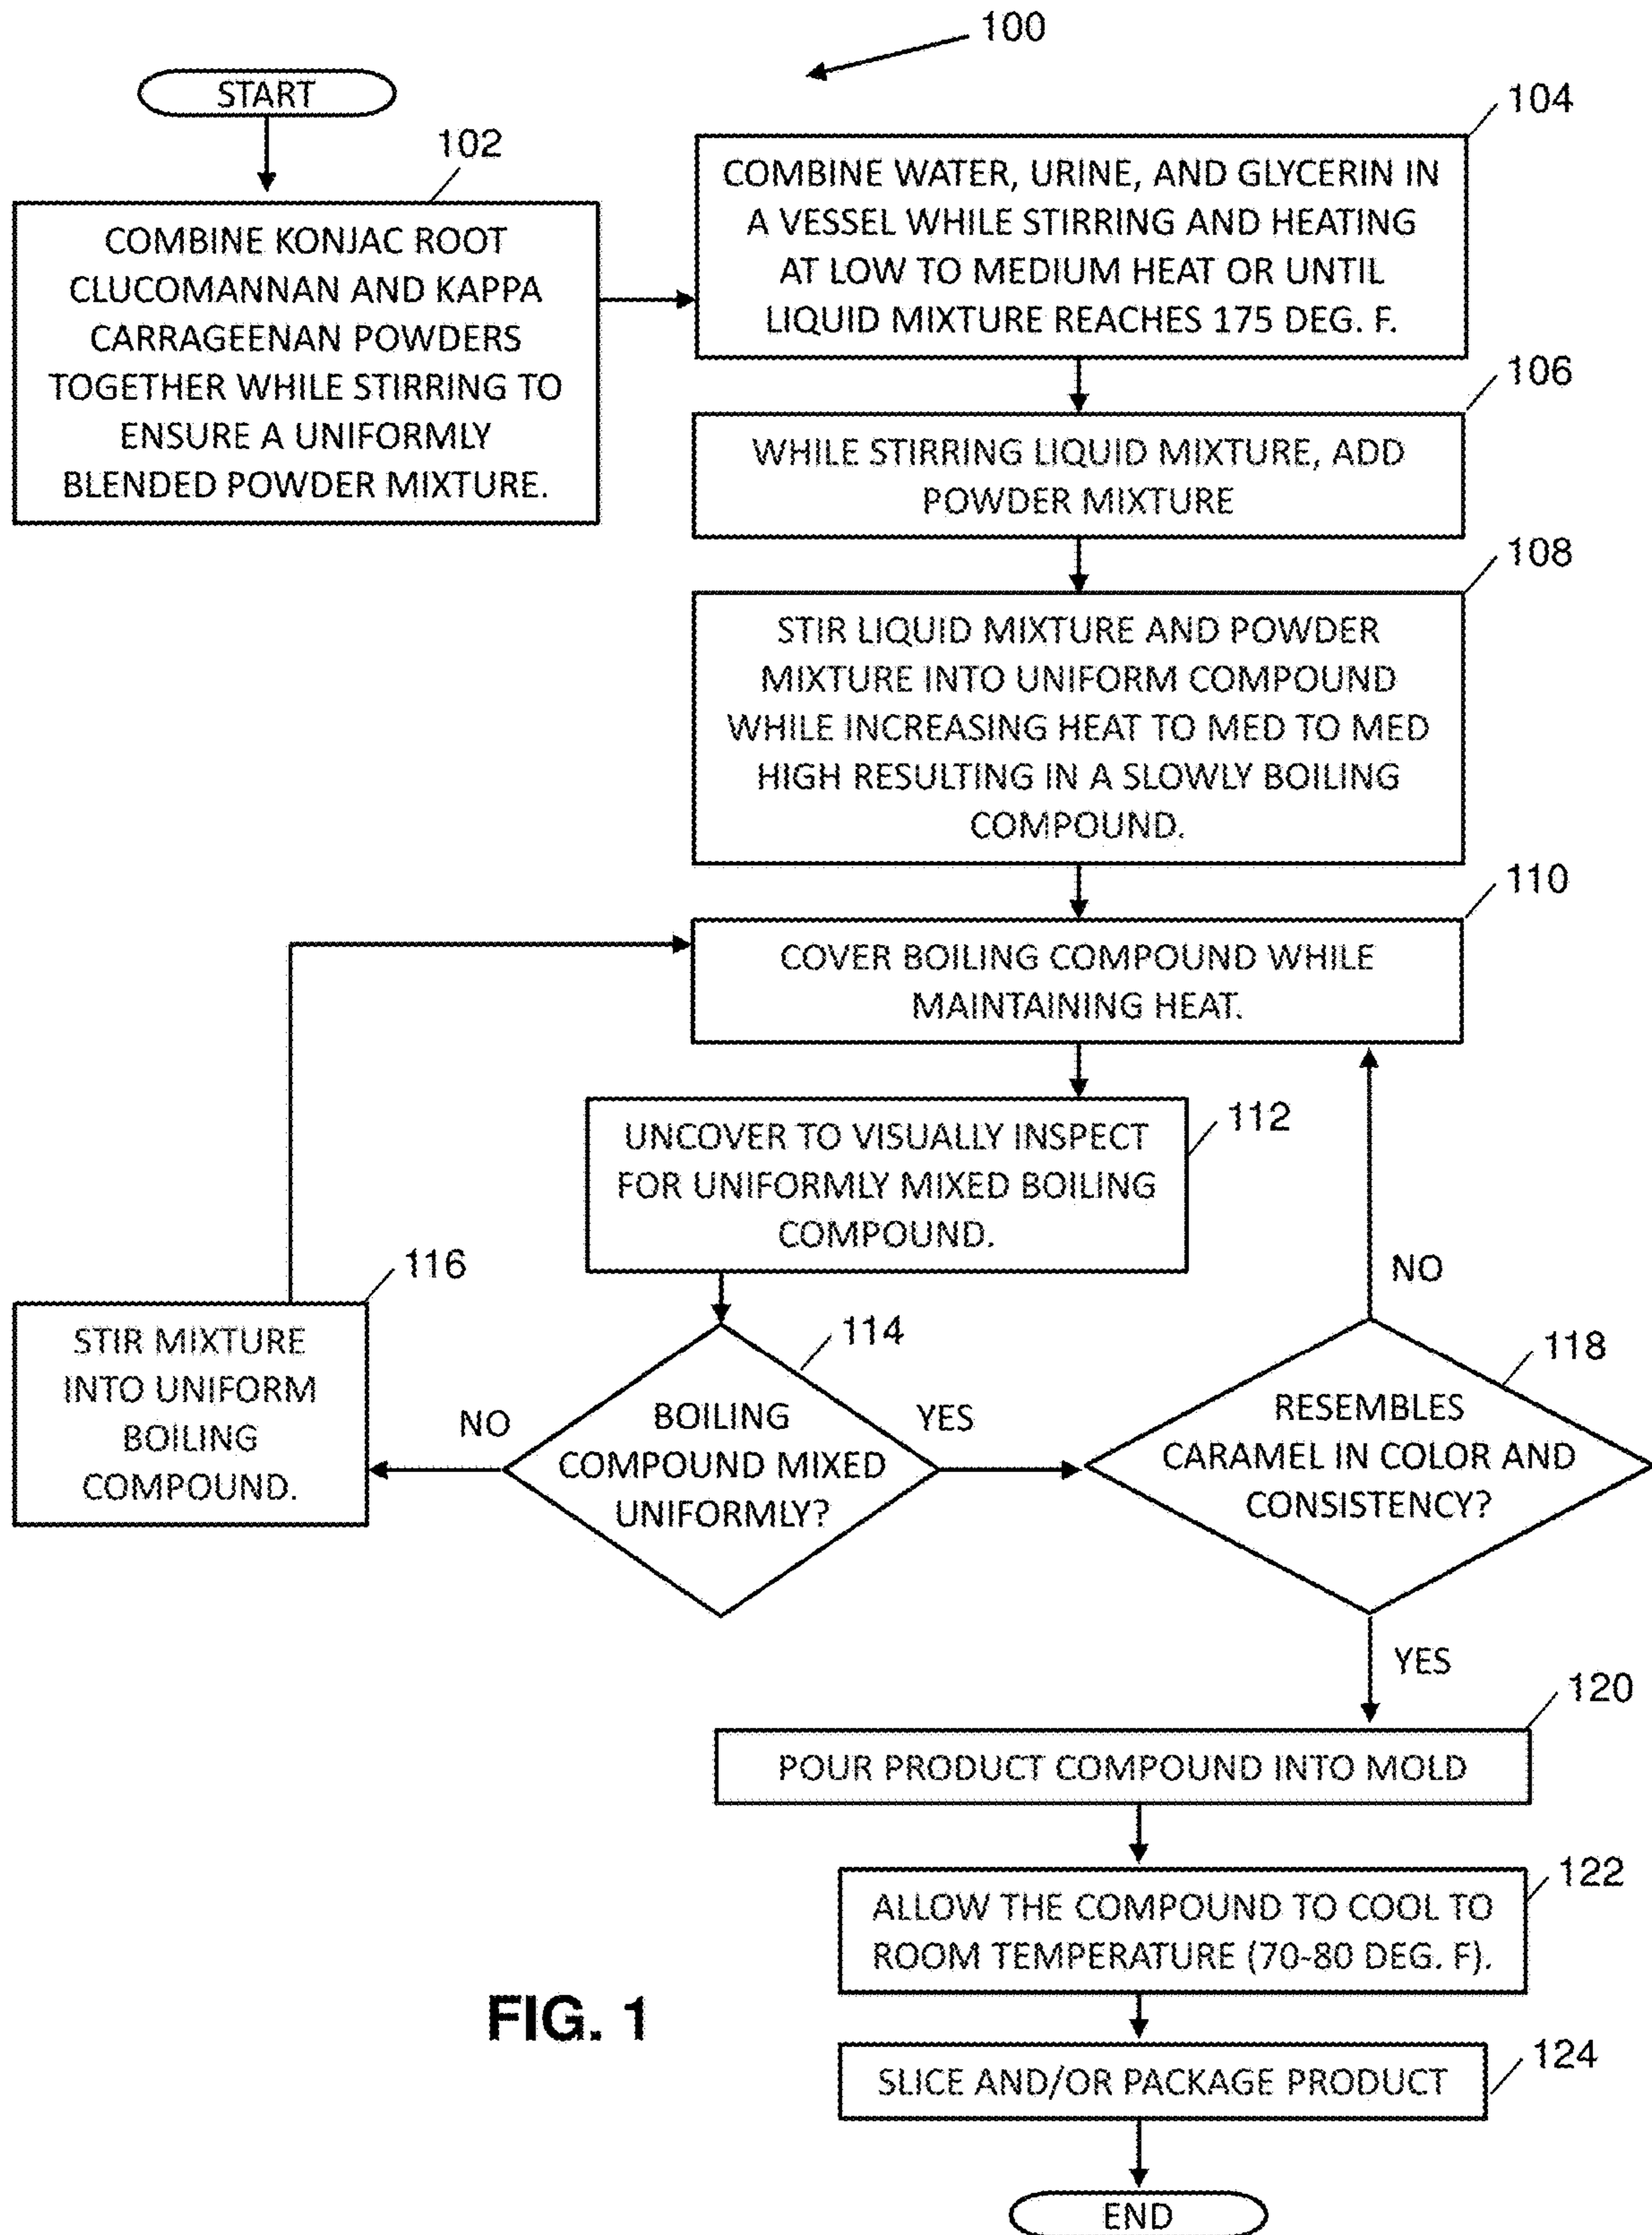 100
START
102
COMBINE KONJAC ROOT
CLUCOMANNAN AND KAPPA
CARRAGEENAN POWDERS
TOGETHER WHILE STIRRING TO
ENSURE A UNIFORMLY
BLENDED POWDER MIXTURE.
104
COMBINE WATER, URINE, AND GLYCERIN IN
A VESSEL WHILE STIRRING AND HEATING
AT LOW TO MEDIUM HEAT OR UNTIL
LIQUID MIXTURE REACHES 175 DEG. F.
106
WHILE STIRRING LIQUID MIXTURE, ADD
POWDER MIXTURE
108
STIR LIQUID MIXTURE AND POWDER
MIXTURE INTO UNIFORM COMPOUND
WHILE INCREASING HEAT TO MED TO MED
HIGH RESULTING IN A SLOWLY BOILING
COMPOUND.
110
COVER BOILING COMPOUND WHILE
MAINTAINING HEAT.
112
UNCOVER TO VISUALLY INSPECT
FOR UNIFORMLY MIXED BOILING
COMPOUND.
114
BOILING
COMPOUND MIXED
UNIFORMLY?
NO
YES
116
STIR MIXTURE
INTO UNIFORM
BOILING
COMPOUND.
118
RESEMBLES
CARAMEL IN COLOR AND
CONSISTENCY?
NO
YES
120
POUR PRODUCT COMPOUND INTO MOLD
122
ALLOW THE COMPOUND TO COOL TO
ROOM TEMPERATURE (70-80 DEG. F).
124
SLICE AND/OR PACKAGE PRODUCT
END
FIG. 1